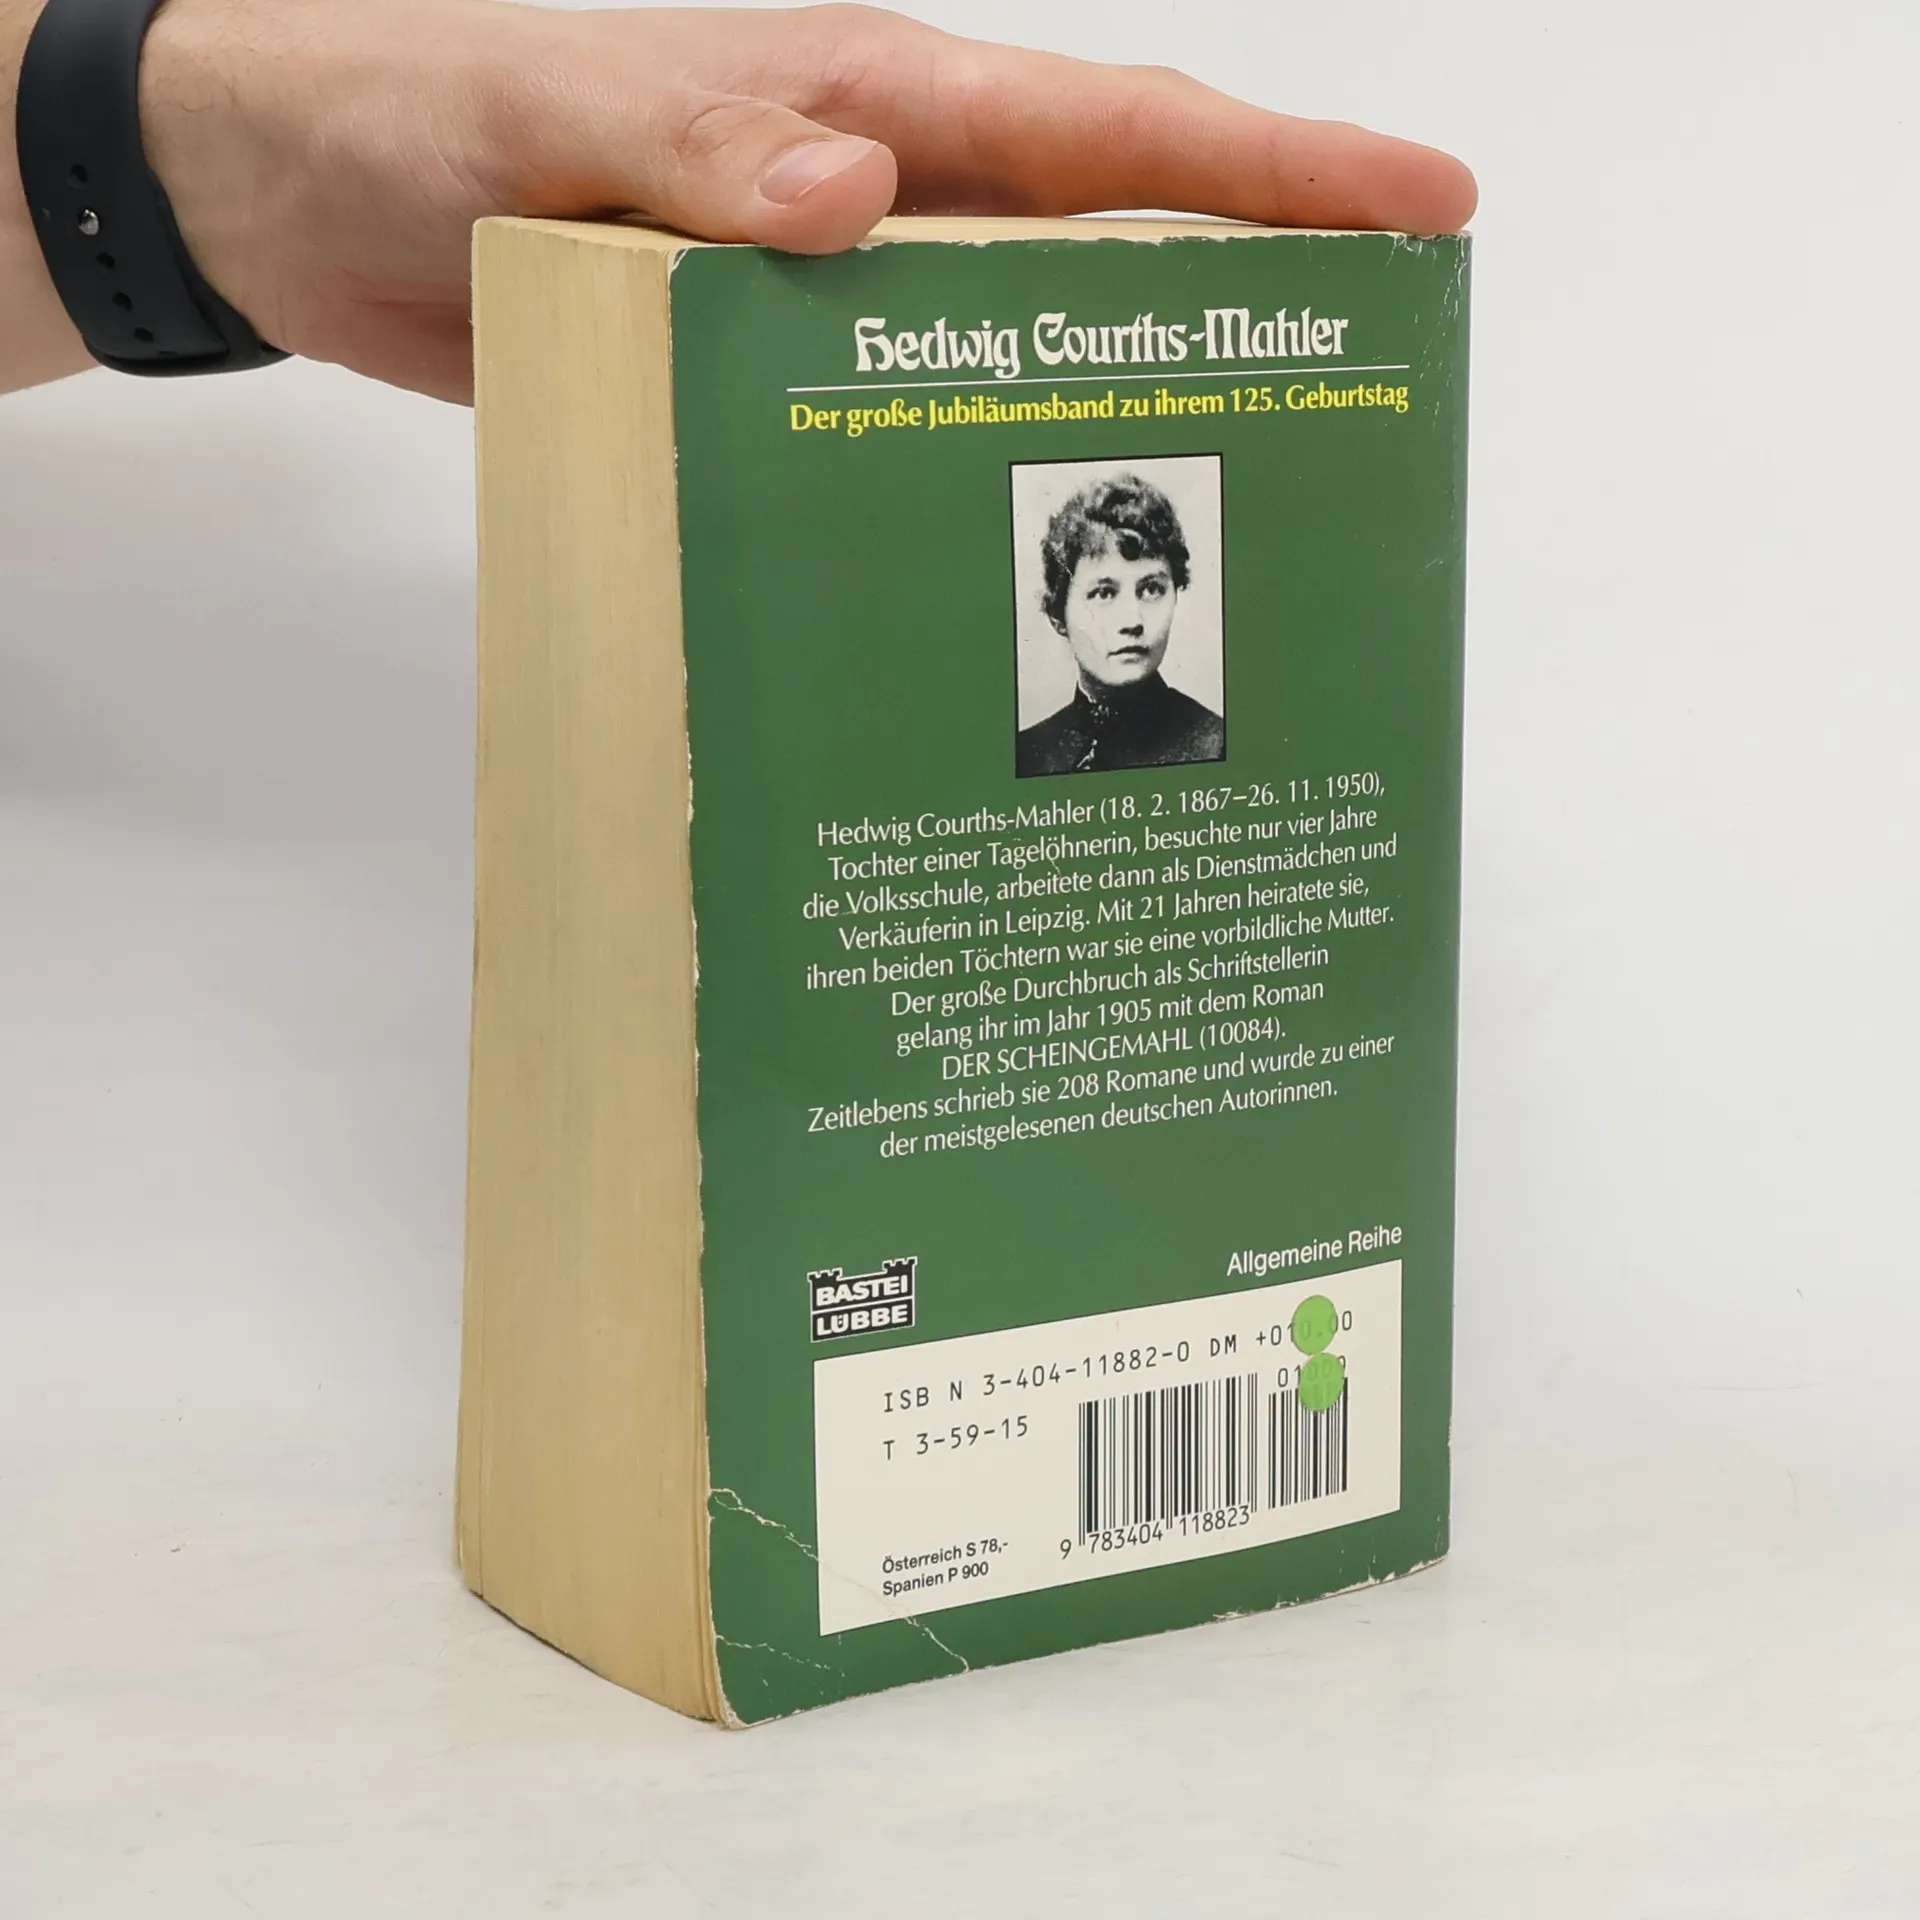 Hedwig Courths-Mahler
Der große Jubiläumsband zu ihrem 125. Geburtstag
Hedwig Courths-Mahler (18. 2. 1867–26. 11. 1950),
Tochter einer Tagelöhnerin, besuchte nur vier Jahre
die Volksschule, arbeitete dann als Dienstmädchen und
Verkäuferin in Leipzig. Mit 21 Jahren heiratete sie,
ihren beiden Töchtern war sie eine vorbildliche Mutter.
Der große Durchbruch als Schriftstellerin
gelang ihr im Jahr 1905 mit dem Roman
DER SCHEINGEMAHL (10084).
Zeitlebens schrieb sie 208 Romane und wurde zu einer
der meistgelesenen deutschen Autorinnen.
Allgemeine Reihe
BASTEI
LÜBBE
ISB N 3-404-11882-0 DM +010.00
T 3-59-15
9 783404 118823
Österreich S 78,-
Spanien P 900